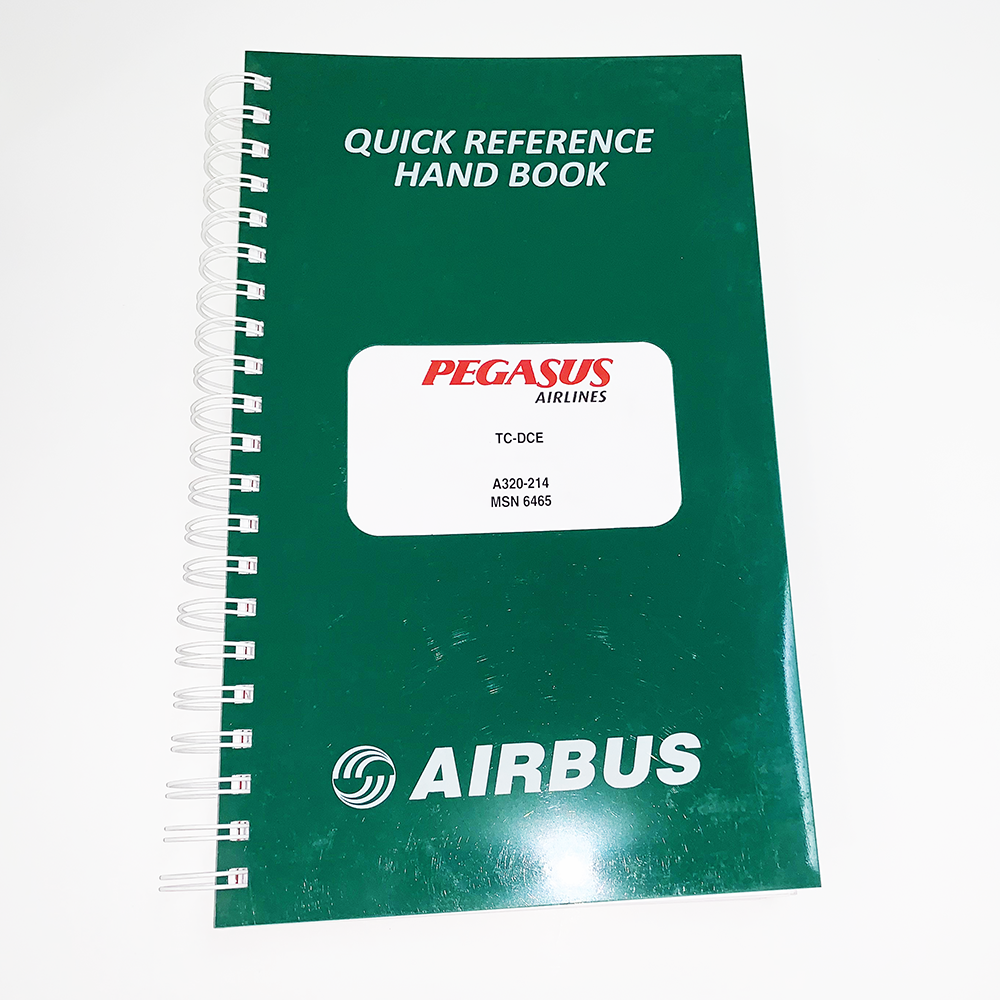 QUICK REFERENCE
HAND BOOK
PEGASUS
AIRLINES
TC-DCE
A320-214
MSN 6465
AIRBUS